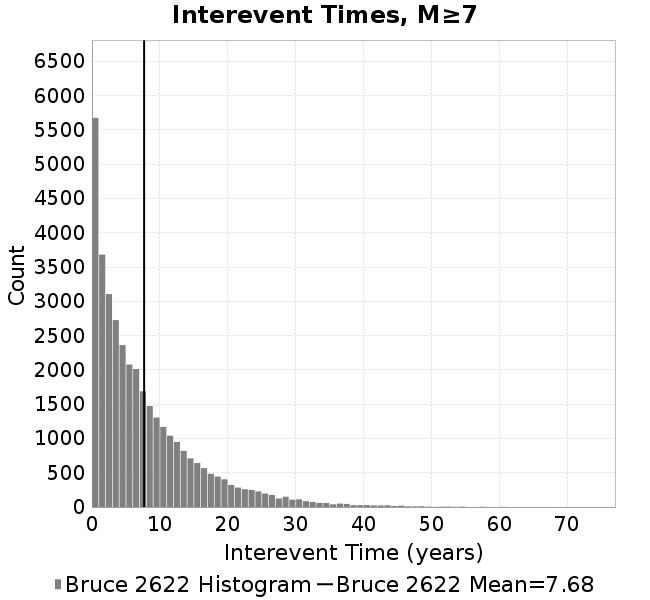 Interevent Times, M≥7
6500
6000
5500
5000
4500
4000
3500
3000
2500
2000
1500
1000
500
0
Count
0 10 20 30 40 50 60 70
Interevent Time (years)
Bruce 2622 Histogram Bruce 2622 Mean=7.68